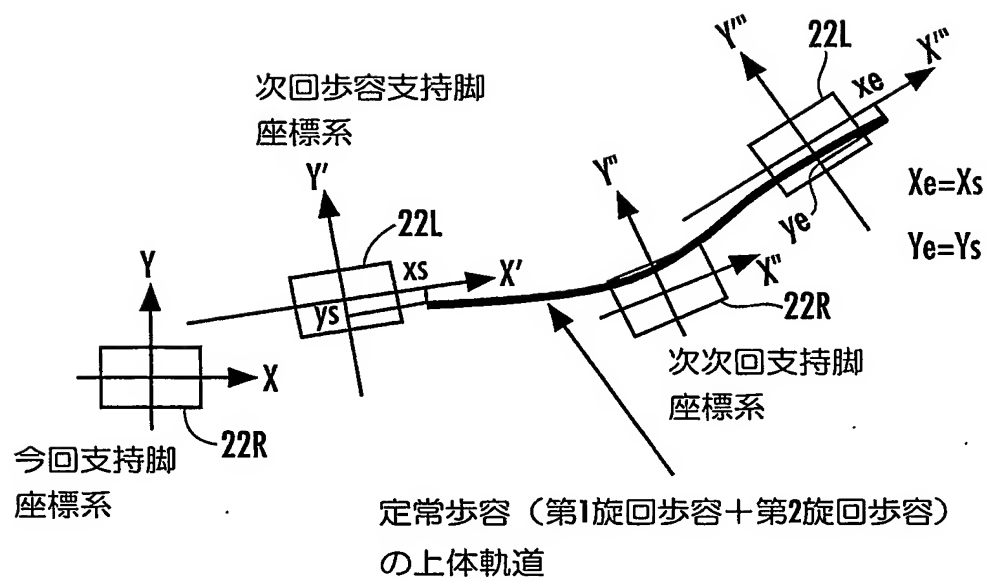 Y'''
22L
X'''
xe
次回歩容支持脚
座標系
Y'
22L
xs
X'
ys
Y''
ye
Xe=Xs
Ye=Ys
X''
22R
Y
X
22R
今回支持脚
座標系
次次回支持脚
座標系
定常歩容（第1旋回歩容＋第2旋回歩容）
の上体軌道